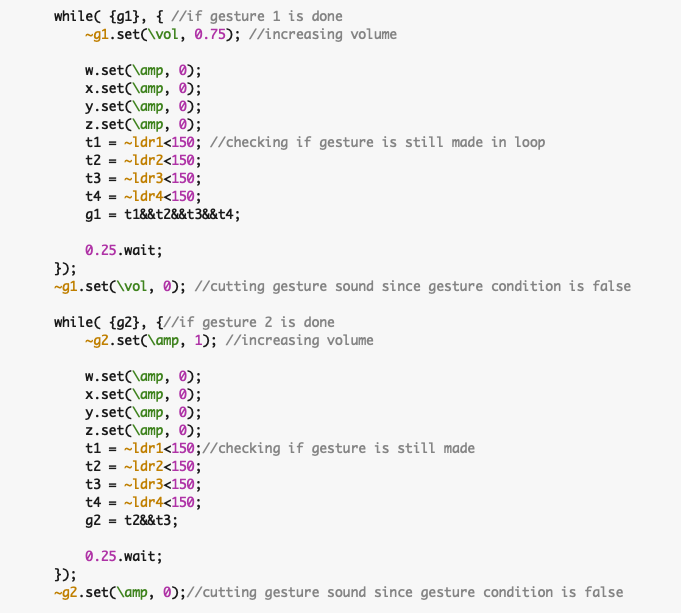 while( {g1}, { //if gesture 1 is done
~g1.set(\vol, 0.75); //increasing volume
w.set(\amp, 0);
x.set(\amp, 0);
y.set(\amp, 0);
z.set(\amp, 0);
t1 = ~ldr1<150; //checking if gesture is still made in loop
t2 = ~ldr2<150;
t3 = ~ldr3<150;
t4 = ~ldr4<150;
g1 = t1&&t2&&t3&&t4;
0.25.wait;
});
~g1.set(\vol, 0); //cutting gesture sound since gesture condition is false
while( {g2}, {//if gesture 2 is done
~g2.set(\amp, 1); //increasing volume
w.set(\amp, 0);
x.set(\amp, 0);
y.set(\amp, 0);
z.set(\amp, 0);
t1 = ~ldr1<150;//checking if gesture is still made
t2 = ~ldr2<150;
t3 = ~ldr3<150;
t4 = ~ldr4<150;
g2 = t2&&t3;
0.25.wait;
});
~g2.set(\amp, 0);//cutting gesture sound since gesture condition is false